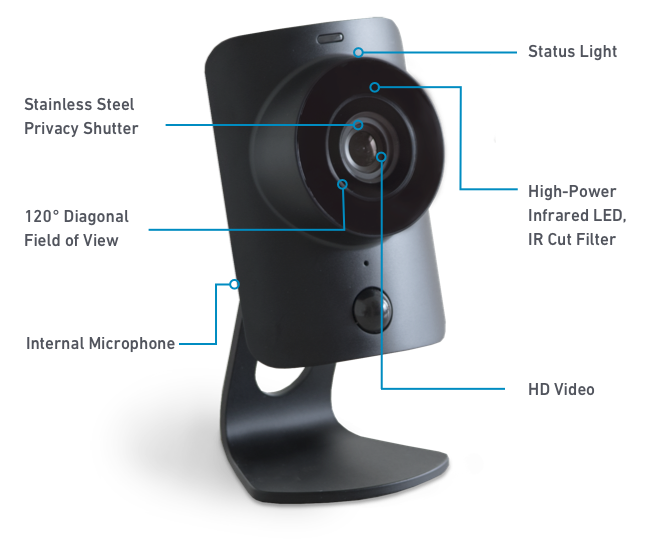 Status Light
Stainless Steel
Privacy Shutter
High-Power
Infrared LED,
IR Cut Filter
120° Diagonal
Field of View
Internal Microphone
HD Video